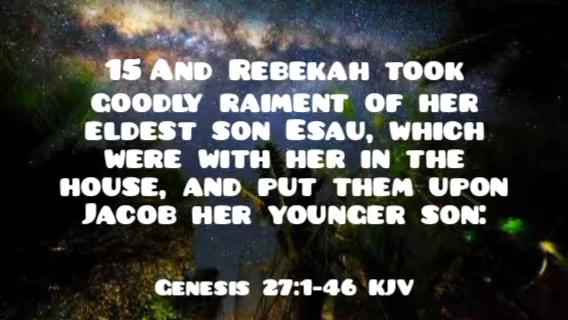 15 And Rebekah took
goodly raiment of her
eldest son Esau, which
were with her in the
house, and put them upon
Jacob her younger son:
Genesis 27:1-46 KJV